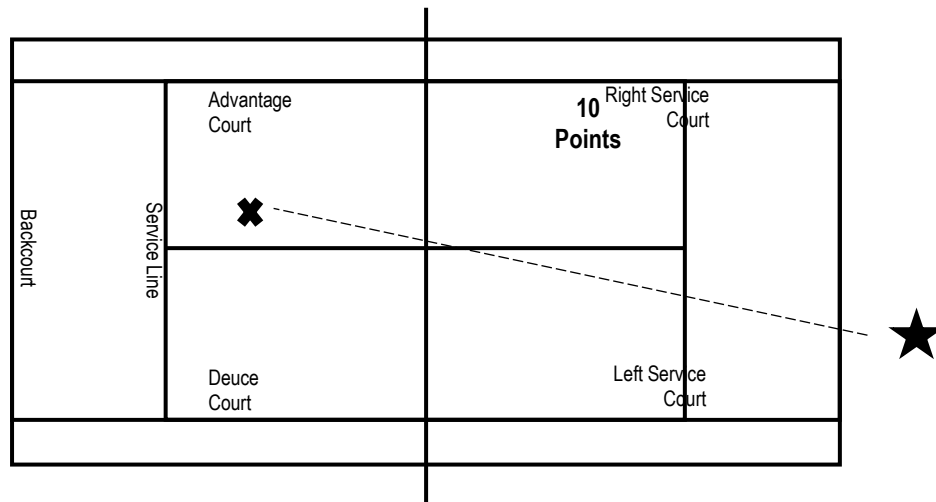 Advantage
Court
10
Points
Right Service
Court
Backcourt
Service Line
Deuce
Court
Left Service
Court